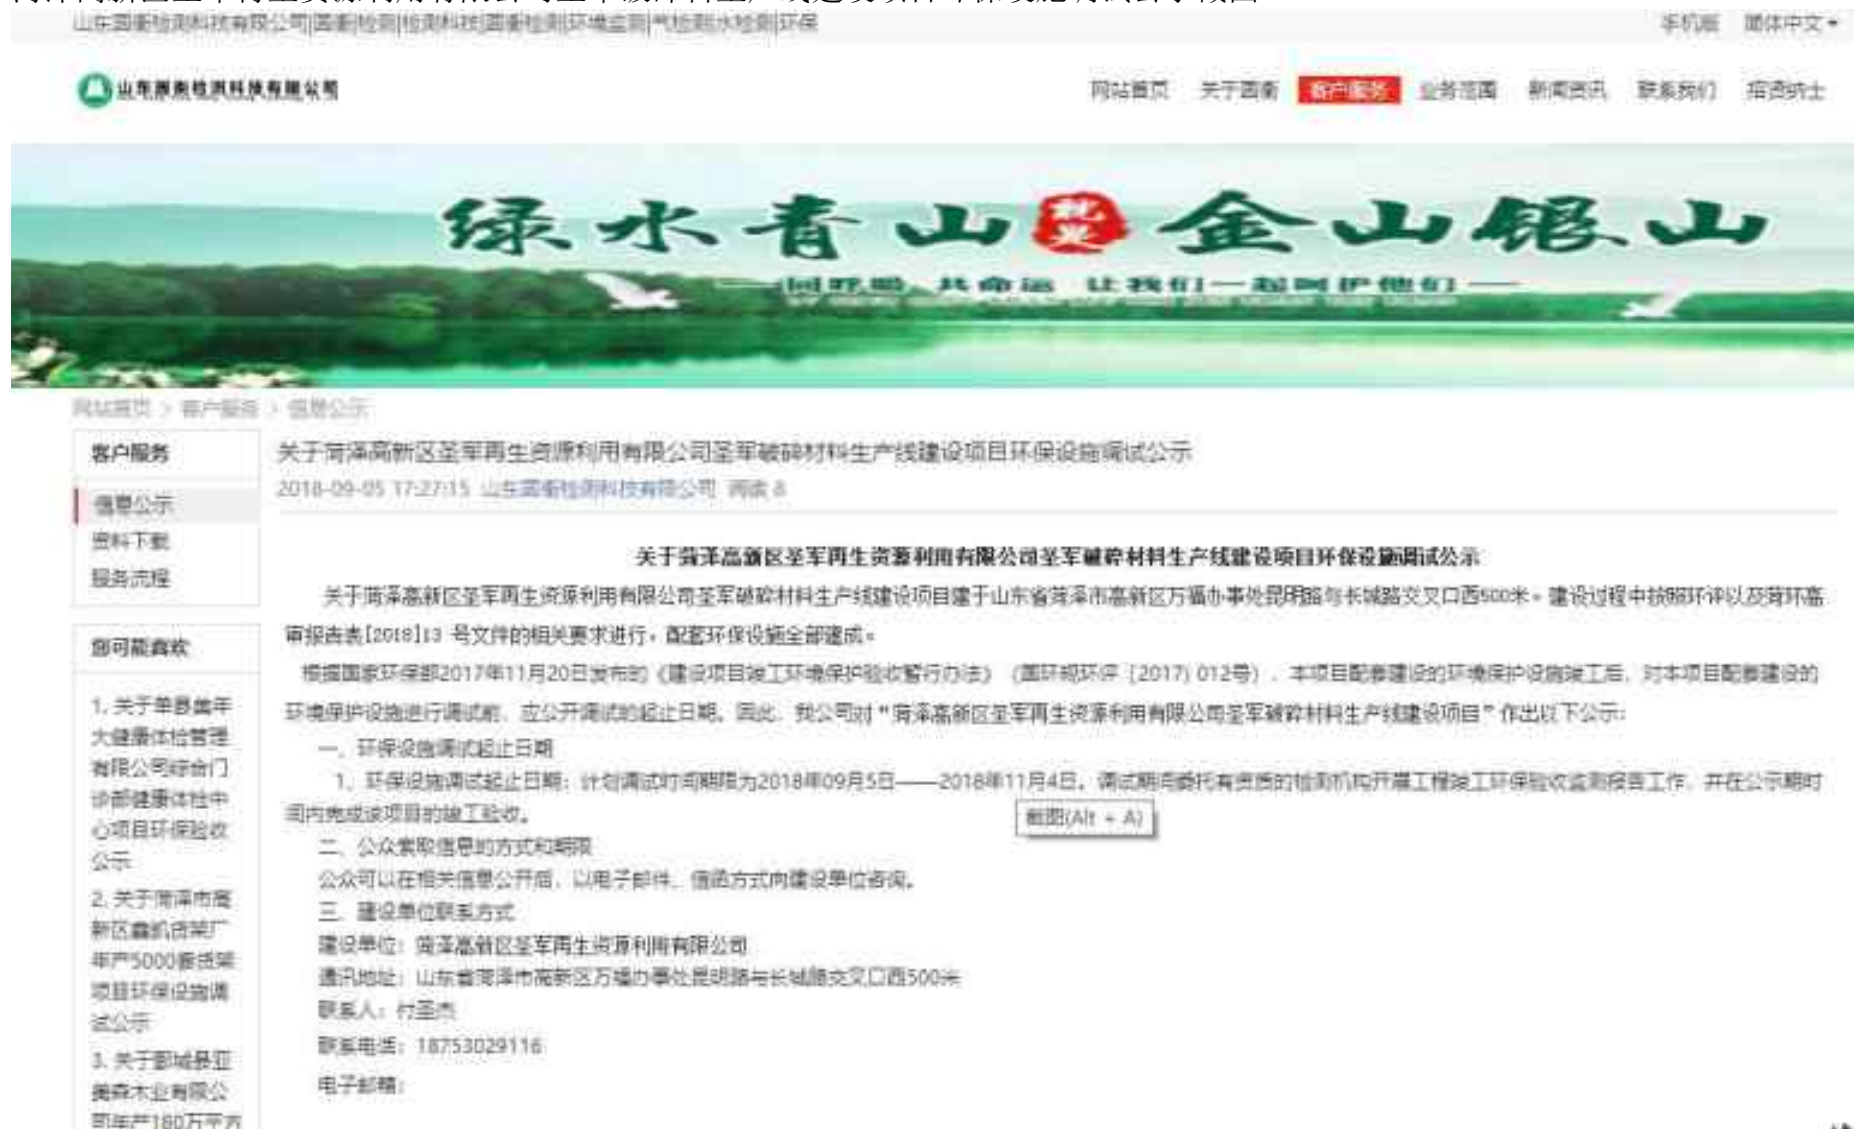 山东圆衡检测科技有限公司|圆衡|检测|检测科技|圆衡检测|环境监测|气检测|水检测|环保
手机版 简体中文
山东圆衡检测科技有限公司
网站首页 关于圆衡 客户服务 业务范围 新闻资讯 联系我们 招贤纳士
绿水青山 金山银山
同呼吸 共命运 让我们一起呵护他们
网站首页 > 客户服务 > 信息公示
客户服务
信息公示
资料下载
服务流程
您可能喜欢
1. 关于单县
大健康体检管理
有限公司综合门
诊部健康体检中
心项目环保验收
公示
2. 关于菏泽市高
新区鑫凯货架厂
年产5000套货架
项目环保设施调
试公示
3. 关于鄄城县亚
美森木业有限公
司年产180万平方
关于菏泽高新区圣军再生资源利用有限公司圣军破碎材料生产线建设项目环保设施调试公示
2018-09-05 17:27:15 山东圆衡检测科技有限公司 阅读 8
关于菏泽高新区圣军再生资源利用有限公司圣军破碎材料生产线建设项目环保设施调试公示
关于菏泽高新区圣军再生资源利用有限公司圣军破碎材料生产线建设项目建于山东省菏泽市高新区万福办事处昆明路与长城路交叉口西500米。建设过程中按照环评以及菏环高
审报告表[2018]13 号文件的相关要求进行，配套环保设施全部建成。
根据国家环保部2017年11月20日发布的《建设项目竣工环境保护验收暂行办法》（国环规环评 [2017] 012号），本项目配套建设的环境保护设施竣工后，对本项目配套建设的
环境保护设施进行调试前，应公开调试的起止日期。因此，我公司对“菏泽高新区圣军再生资源利用有限公司圣军破碎材料生产线建设项目”作出以下公示：
一、环保设施调试起止日期
1、环保设施调试起止日期：计划调试时间期限为2018年09月5日——2018年11月4日。调试期间委托有资质的检测机构开展工程竣工环保验收监测报告工作，并在公示期时
间内完成该项目的竣工验收。
截图(Alt + A)
二、公众索取信息的方式和期限
公众可以在相关信息公开后，以电子邮件、信函方式向建设单位咨询。
三、建设单位联系方式
建设单位：菏泽高新区圣军再生资源利用有限公司
通讯地址：山东省菏泽市高新区万福办事处昆明路与长城路交叉口西500米
联系人：付圣杰
联系电话：18753029116
电子邮箱：